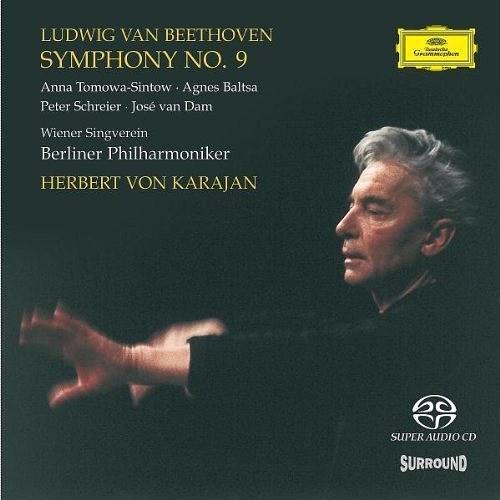 LUDWIG VAN BEETHOVEN
SYMPHONY NO. 9
Anna Tomowa-Sintow · Agnes Baltsa
Peter Schreier · José van Dam
Wiener Singverein
Berliner Philharmoniker
HERBERT VON KARAJAN
Deutsche
Grammophon
SUPER AUDIO CD
SURROUND